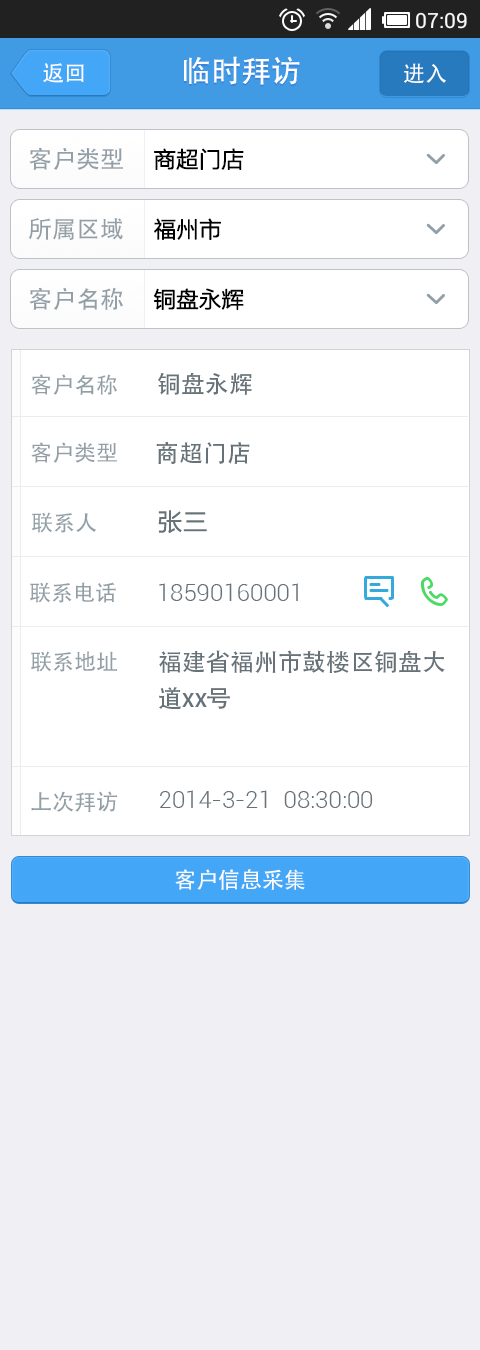 07:09
返回 临时拜访 进入
客户类型 商超门店
所属区域 福州市
客户名称 铜盘永辉
客户名称 铜盘永辉
客户类型 商超门店
联系人 张三
联系电话 18590160001
联系地址 福建省福州市鼓楼区铜盘大
道xx号
上次拜访 2014-3-21 08:30:00
客户信息采集